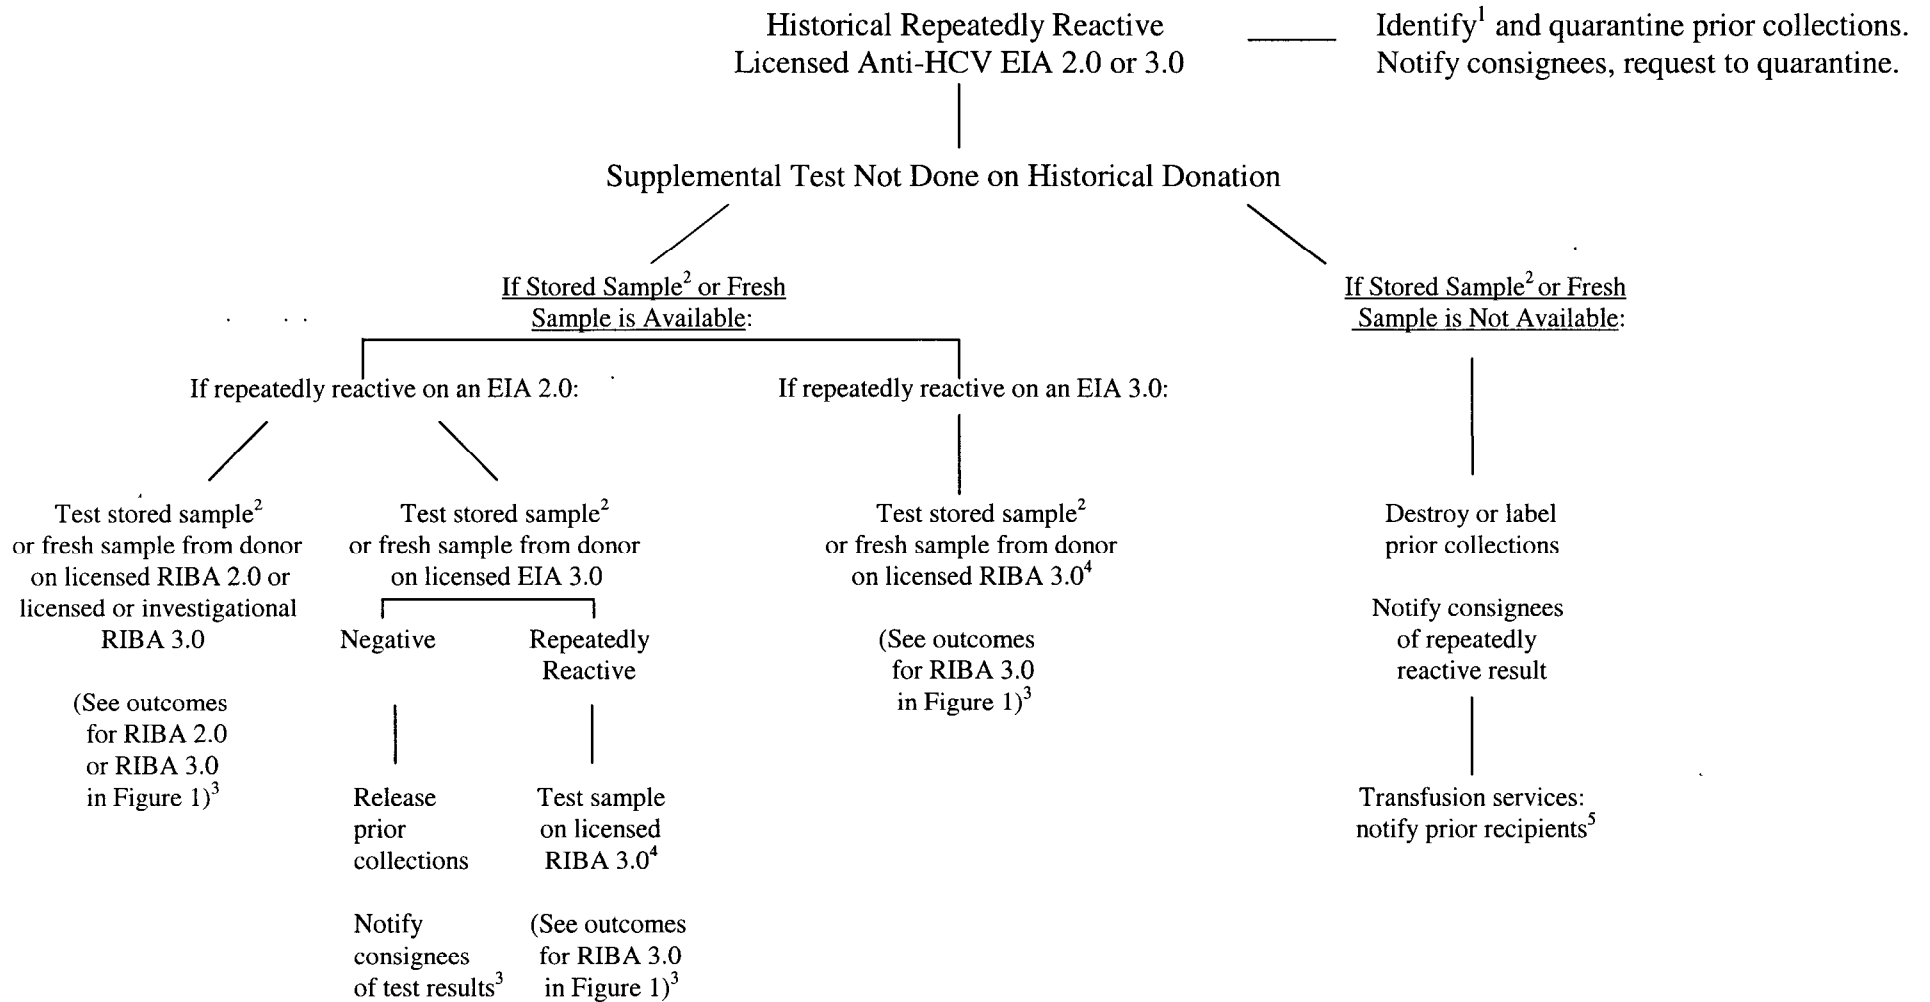 Historical Repeatedly Reactive
Licensed Anti-HCV EIA 2.0 or 3.0
Identify¹ and quarantine prior collections.
Notify consignees, request to quarantine.
Supplemental Test Not Done on Historical Donation
If Stored Sample² or Fresh
Sample is Available:
If Stored Sample² or Fresh
Sample is Not Available:
If repeatedly reactive on an EIA 2.0:
If repeatedly reactive on an EIA 3.0:
Test stored sample²
or fresh sample from donor
on licensed RIBA 2.0 or
licensed or investigational
RIBA 3.0
(See outcomes
for RIBA 2.0
or RIBA 3.0
in Figure 1)³
Test stored sample²
or fresh sample from donor
on licensed EIA 3.0
Negative
Release
prior
collections
Notify
consignees
of test results³
Repeatedly
Reactive
Test sample
on licensed
RIBA 3.0⁴
(See outcomes
for RIBA 3.0
in Figure 1)³
Test stored sample²
or fresh sample from donor
on licensed RIBA 3.0⁴
(See outcomes
for RIBA 3.0
in Figure 1)³
Destroy or label
prior collections
Notify consignees
of repeatedly
reactive result
Transfusion services:
notify prior recipients⁵